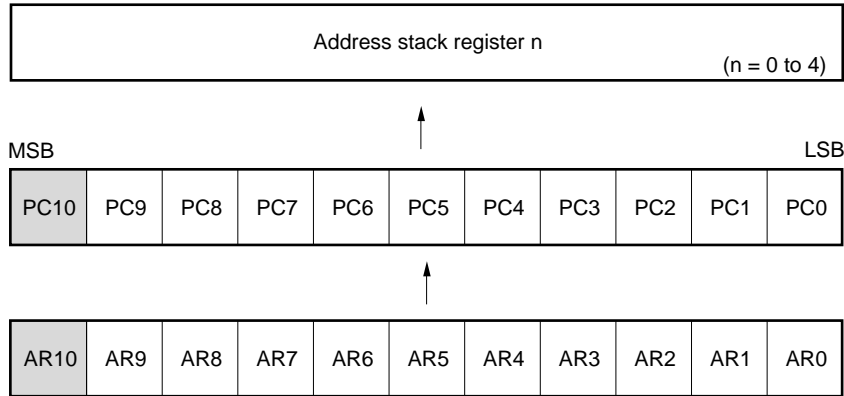 Address stack register n
(n = 0 to 4)
MSB LSB
PC10 PC9 PC8 PC7 PC6 PC5 PC4 PC3 PC2 PC1 PC0
AR10 AR9 AR8 AR7 AR6 AR5 AR4 AR3 AR2 AR1 AR0